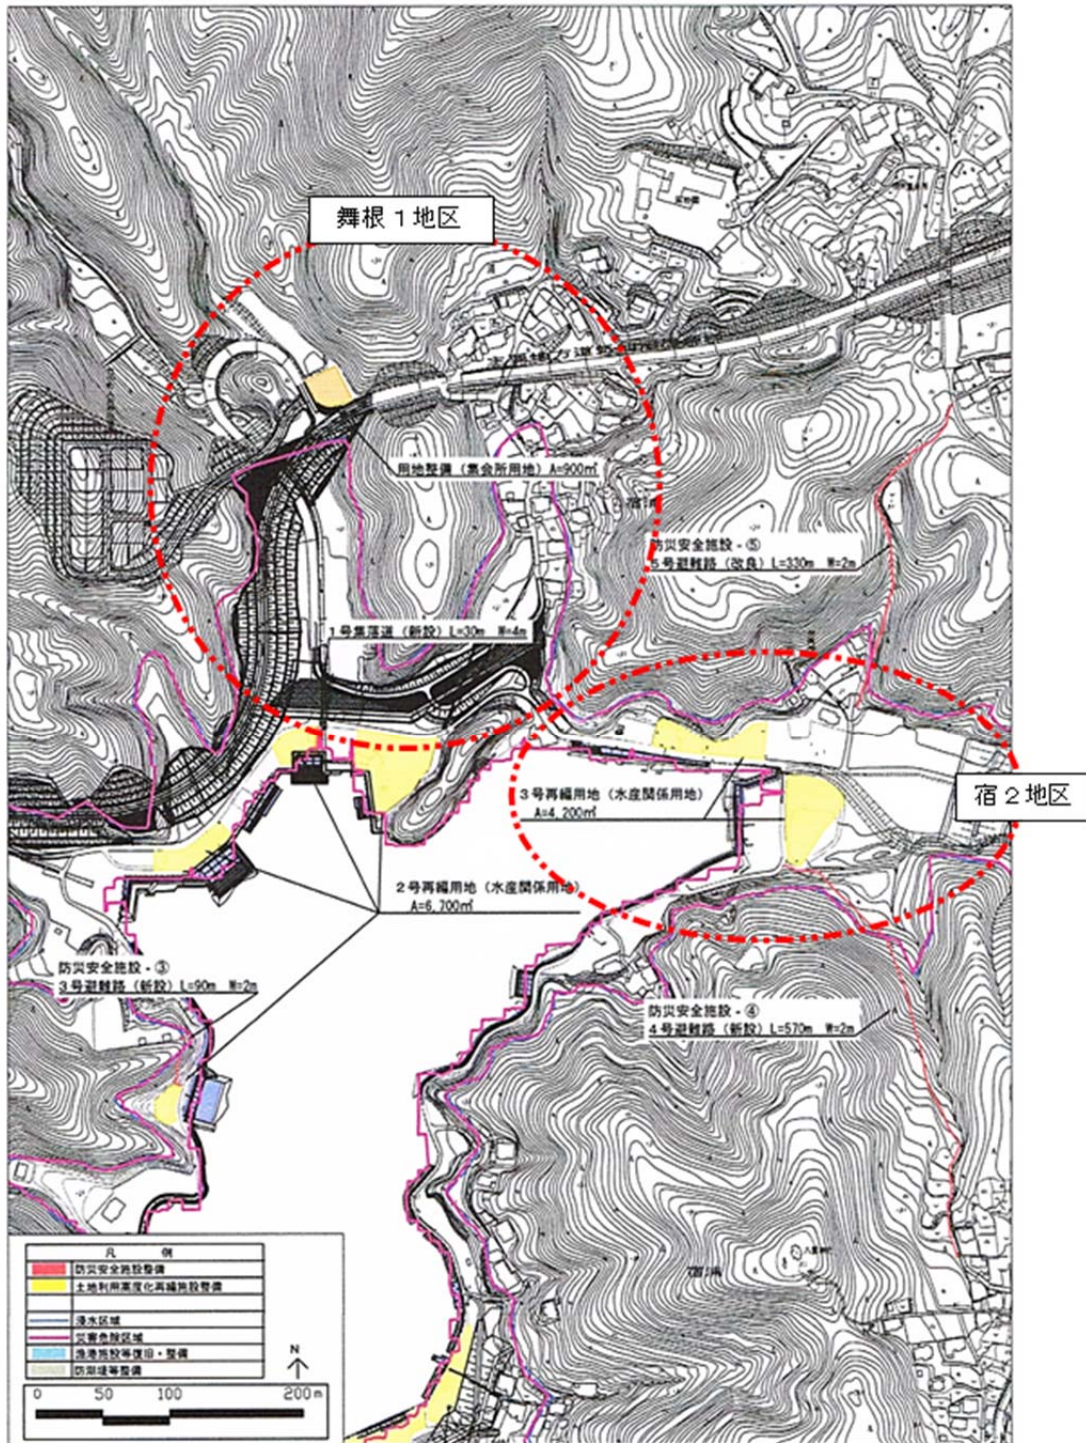 舞根１地区
用地整備（集会所用地）A=900㎡
宿浦
防災安全施設-⑤
5号避難路（改良）L=330m W=2m
1号集落道（新設）L=30m W=4m
3号再編用地（水産関係用地）
A=4,200㎡
宿２地区
2号再編用地（水産関係用地）
A=6,700㎡
防災安全施設-③
3号避難路（新設）L=90m W=2m
防災安全施設-④
4号避難路（新設）L=570m W=2m
宿浦
凡 例
防災安全施設整備
土地利用高度化再編施設整備
浸水区域
災害危険区域
漁港施設等復旧・整備
防潮堤等整備
N
0 50 100 200m